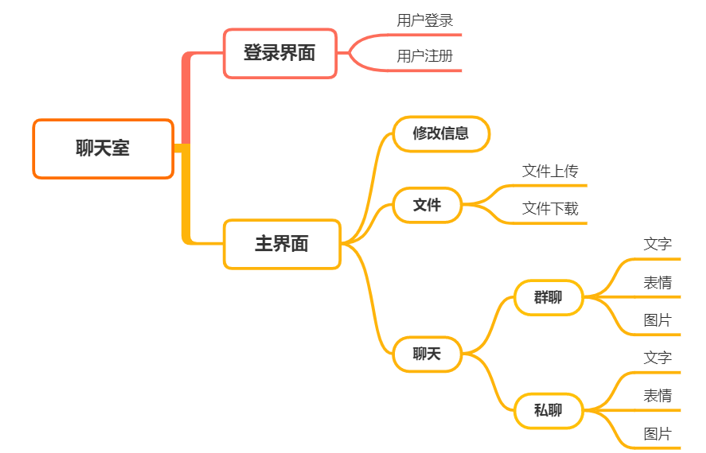 聊天室
登录界面
用户登录
用户注册
主界面
修改信息
文件
文件上传
文件下载
聊天
群聊
文字
表情
图片
私聊
文字
表情
图片